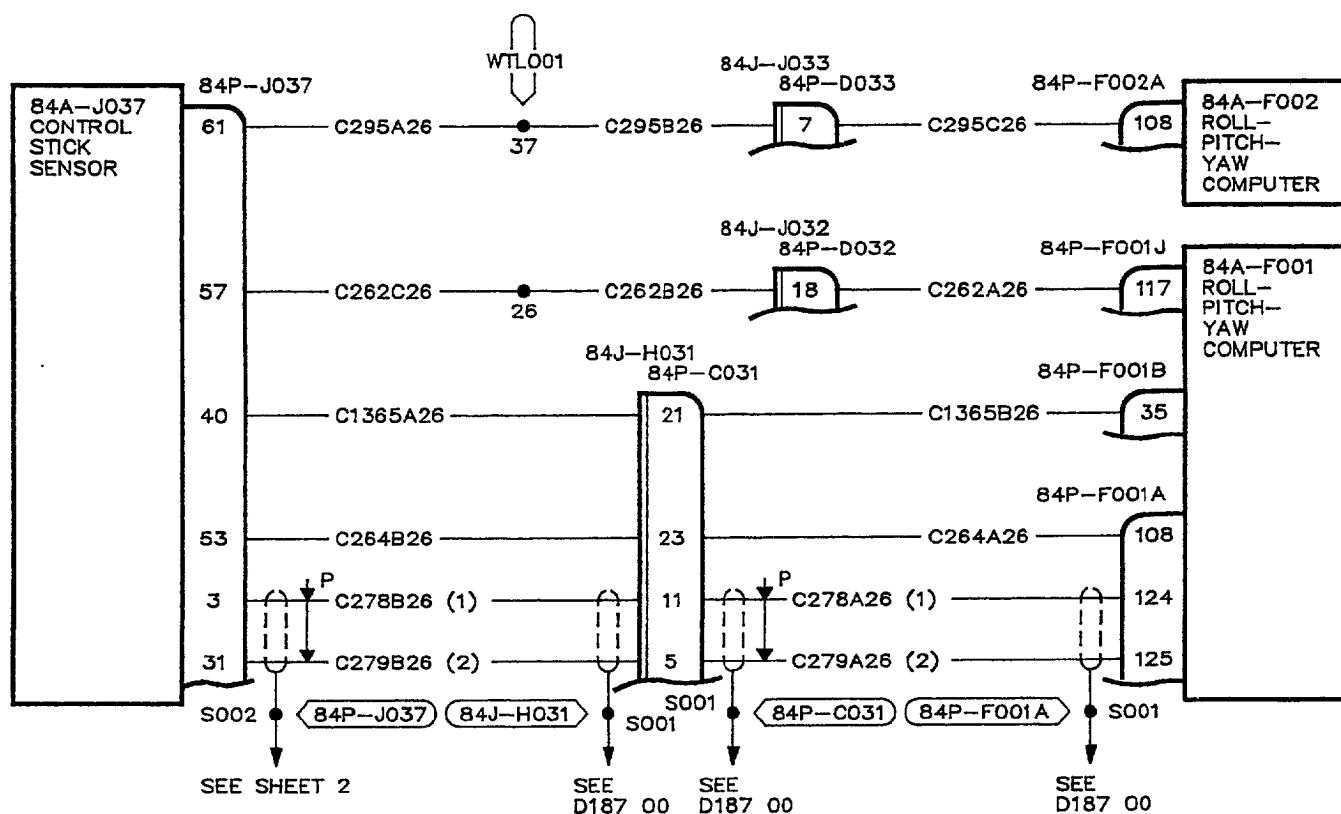 WTL001
84P-J037
84J-J033
84P-D033
84P-F002A
84A-J037
CONTROL
STICK
SENSOR
61
C295A26
37
C295B26
7
C295C26
108
84A-F002
ROLL-
PITCH-
YAW
COMPUTER
84J-J032
84P-D032
84P-F001J
57
C262C26
26
C262B26
18
C262A26
117
84A-F001
ROLL-
PITCH-
YAW
COMPUTER
84J-H031
84P-C031
84P-F001B
40
C1365A26
21
C1365B26
35
84P-F001A
53
C264B26
23
C264A26
108
P
P
3
C278B26 (1)
11
C278A26 (1)
124
31
C279B26 (2)
5
C279A26 (2)
125
S002
84P-J037
84J-H031
S001
S001
84P-C031
84P-F001A
S001
SEE SHEET 2
SEE
D187 00
SEE
D187 00
SEE
D187 00